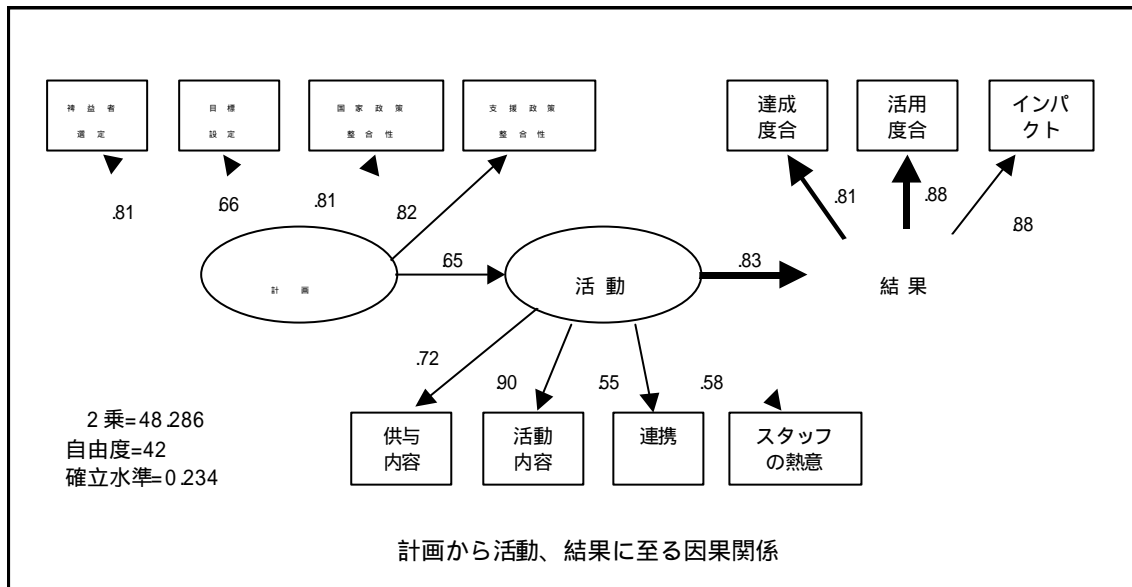 裨益者
選定
目標
設定
国家政策
整合性
支援政策
整合性
達成
度合
活用
度合
インパ
クト
.81
.66
.81
.82
.81
.88
.88
計画
.65
活動
.83
結果
.72
.90
.55
.58
供与
内容
活動
内容
連携
スタッフ
の熱意
2乗=48.286
自由度=42
確立水準=0.234
計画から活動、結果に至る因果関係